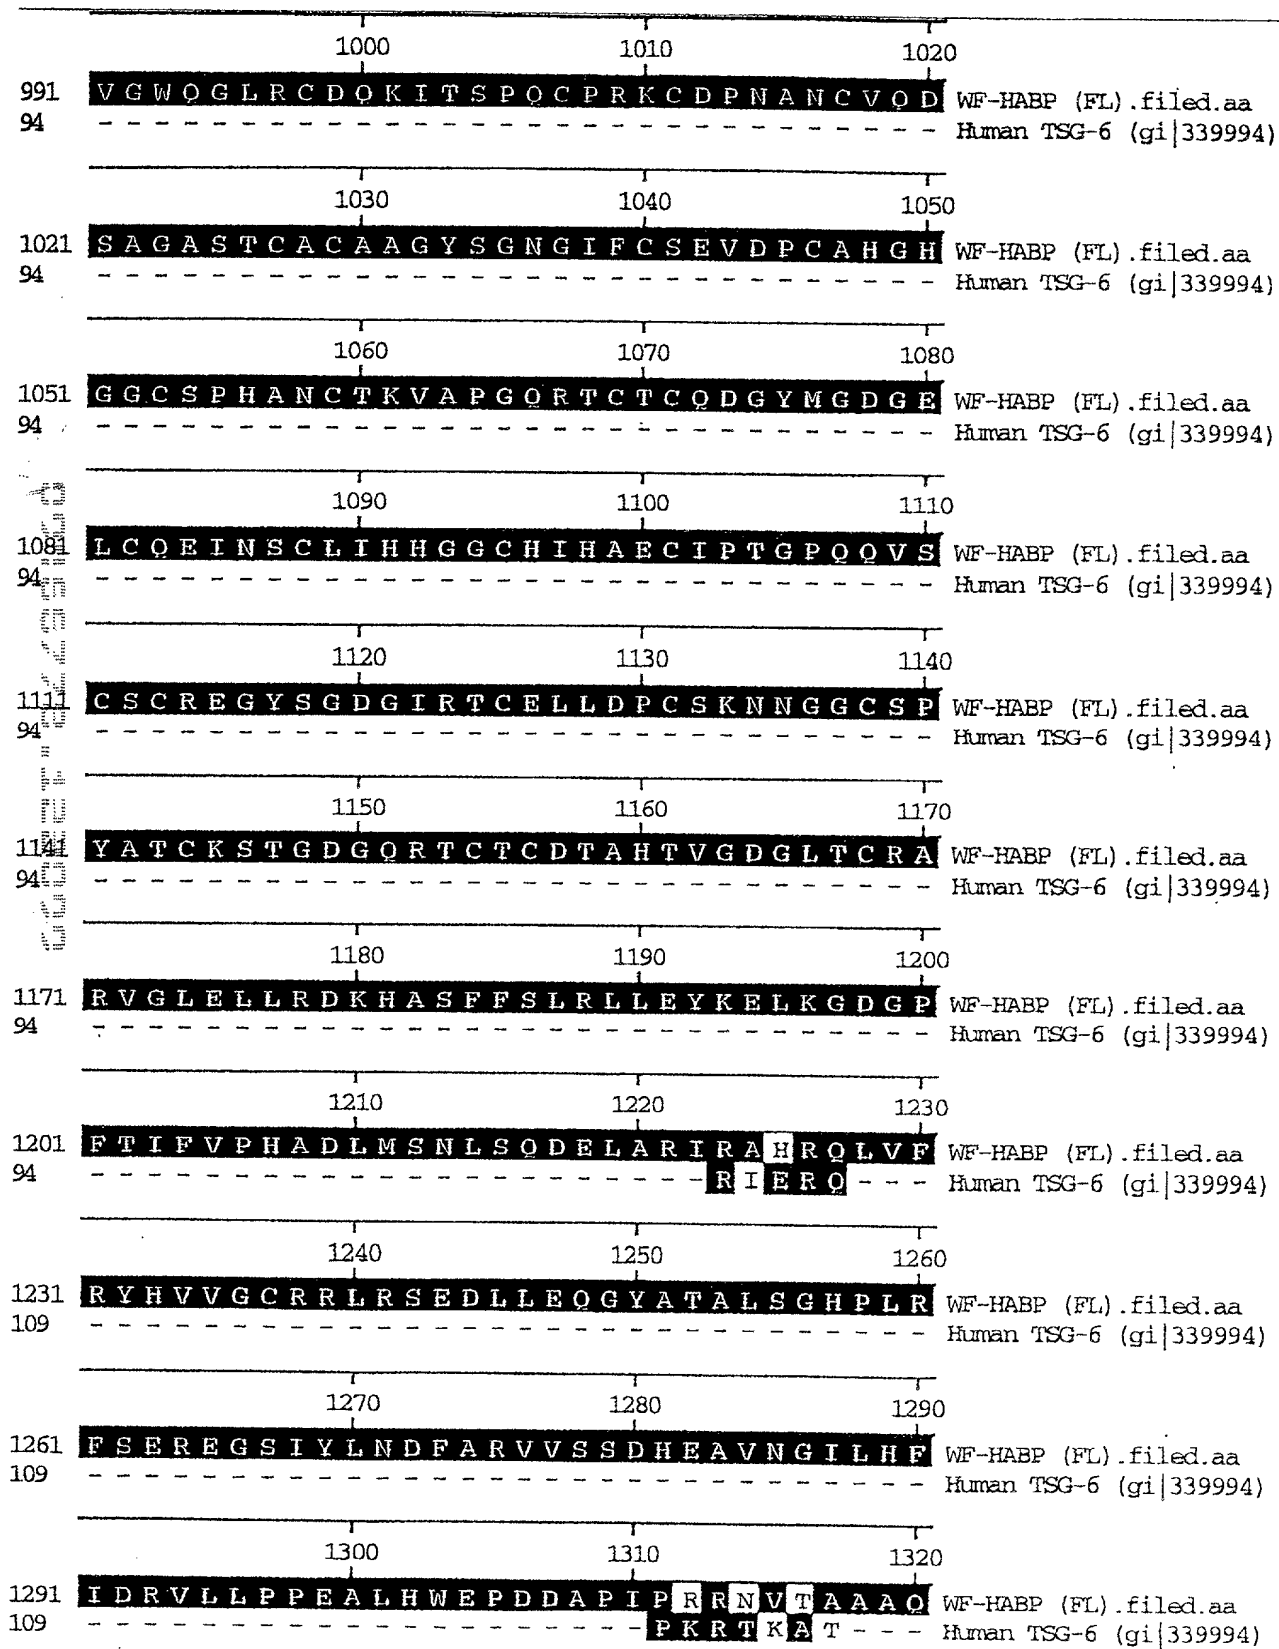 1000 1010 1020
991 V G W Q G L R C D Q K I T S P Q C P R K C D P N A N C V Q D WF-HABP (FL).filed.aa
94 - - - - - - - - - - - - - - - - - - - - - - - - - - - - - - Human TSG-6 (gi|339994)
1030 1040 1050
1021 S A G A S T C A C A A G Y S G N G I F C S E V D P C A H G H WF-HABP (FL).filed.aa
94 - - - - - - - - - - - - - - - - - - - - - - - - - - - - - - Human TSG-6 (gi|339994)
1060 1070 1080
1051 G G C S P H A N C T K V A P G Q R T C T C Q D G Y M G D G E WF-HABP (FL).filed.aa
94 - - - - - - - - - - - - - - - - - - - - - - - - - - - - - - Human TSG-6 (gi|339994)
1090 1100 1110
1081 L C Q E I N S C L I H H G G C H I H A E C I P T G P Q Q V S WF-HABP (FL).filed.aa
94 - - - - - - - - - - - - - - - - - - - - - - - - - - - - - - Human TSG-6 (gi|339994)
1120 1130 1140
1111 C S C R E G Y S G D G I R T C E L L D P C S K N N G G C S P WF-HABP (FL).filed.aa
94 - - - - - - - - - - - - - - - - - - - - - - - - - - - - - - Human TSG-6 (gi|339994)
1150 1160 1170
1141 Y A T C K S T G D G Q R T C T C D T A H T V G D G L T C R A WF-HABP (FL).filed.aa
94 - - - - - - - - - - - - - - - - - - - - - - - - - - - - - - Human TSG-6 (gi|339994)
1180 1190 1200
1171 R V G L E L L R D K H A S F F S L R L L E Y K E L K G D G P WF-HABP (FL).filed.aa
94 - - - - - - - - - - - - - - - - - - - - - - - - - - - - - - Human TSG-6 (gi|339994)
1210 1220 1230
1201 F T I F V P H A D L M S N L S Q D E L A R I R A H R Q L V F WF-HABP (FL).filed.aa
94 - - - - - - - - - - - - - - - - - - - - - - R I E R Q - - - Human TSG-6 (gi|339994)
1240 1250 1260
1231 R Y H V V G C R R L R S E D L L E Q G Y A T A L S G H P L R WF-HABP (FL).filed.aa
109 - - - - - - - - - - - - - - - - - - - - - - - - - - - - - - Human TSG-6 (gi|339994)
1270 1280 1290
1261 F S E R E G S I Y L N D F A R V V S S D H E A V N G I L H F WF-HABP (FL).filed.aa
109 - - - - - - - - - - - - - - - - - - - - - - - - - - - - - - Human TSG-6 (gi|339994)
1300 1310 1320
1291 I D R V L L P P E A L H W E P D D A P I P R R N V T A A A Q WF-HABP (FL).filed.aa
109 - - - - - - - - - - - - - - - - - - - - P K R T K A T - - - Human TSG-6 (gi|339994)